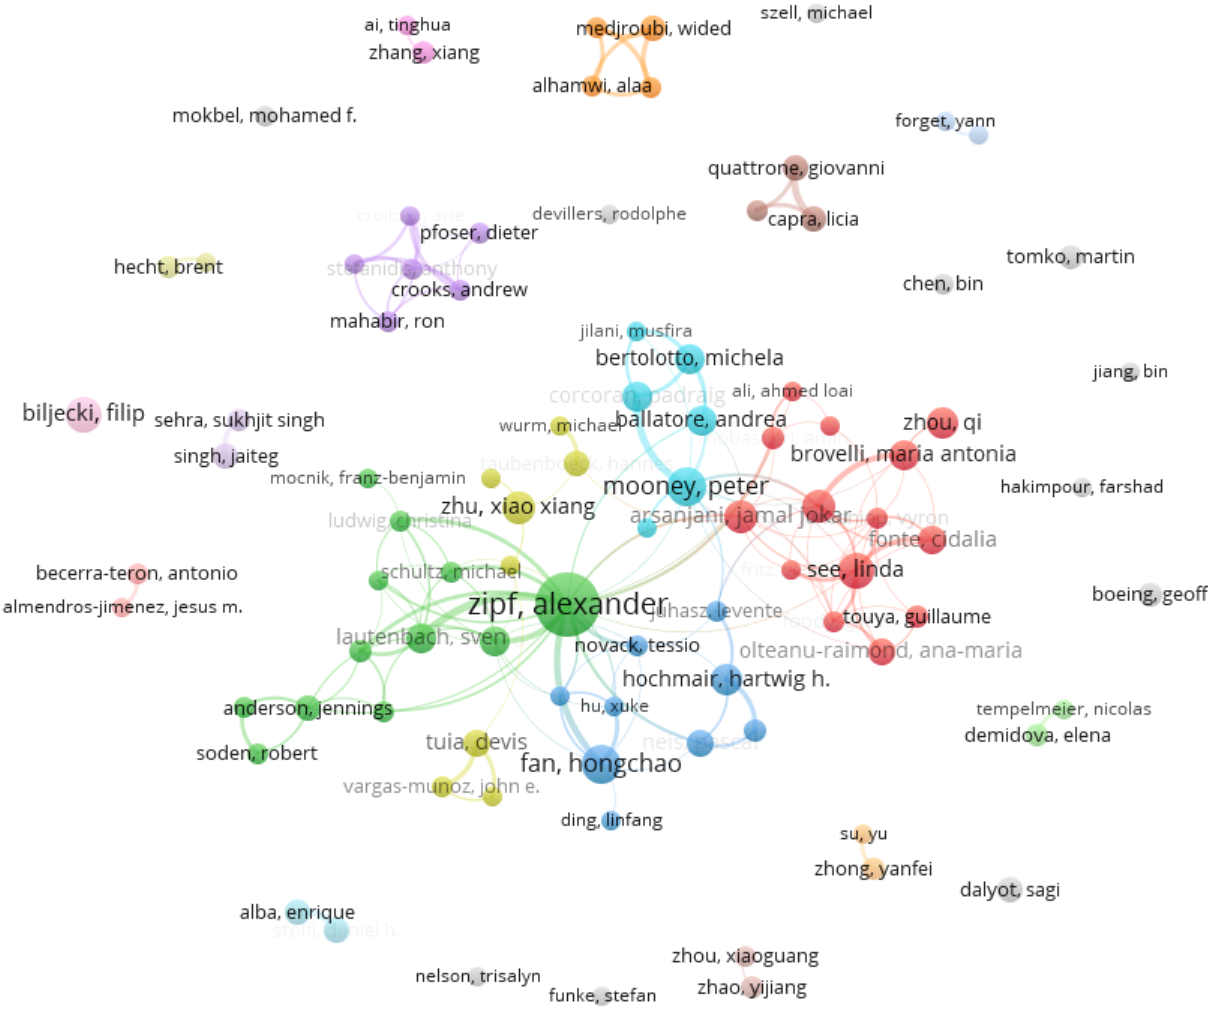 szell, michael
ai, tinghua
medjroubi, wided
zhang, xiang
alhamwi, alaa
mokbel, mohamed f.
forget, yann
quattrone, giovanni
devillers, rodolphe
capra, licia
pfoser, dieter
tomko, martin
hecht, brent
stefanidis, anthony
chen, bin
crooks, andrew
mahabir, ron
jilani, musfira
bertolotto, michela
jiang, bin
ali, ahmed loai
corcoran, padraig
biljecki, filip
sehra, sukhjit singh
ballatore, andrea
zhou, qi
wurm, michael
singh, jaiteg
brovelli, maria antonia
taubenboeck, hannes
mocnik, franz-benjamin
mooney, peter
hakimpour, farshad
zhu, xiao xiang
arsanjani, jamal jokar
ludwig, christina
fonte, cidalia
becerra-teron, antonio
schultz, michael
see, linda
boeing, geoff
almendros-jimenez, jesus m.
zipf, alexander
juhasz, levente
touya, guillaume
lautenbach, sven
novack, tessio
olteanu-raimond, ana-maria
hochmair, hartwig h.
anderson, jennings
hu, xuke
tempelmeier, nicolas
demidova, elena
tuia, devis
neis, pascal
soden, robert
fan, hongchao
vargas-munoz, john e.
ding, linfang
su, yu
zhong, yanfei
dalyot, sagi
alba, enrique
stolfi, daniel h.
zhou, xiaoguang
nelson, trisalyn
zhao, yijiang
funke, stefan